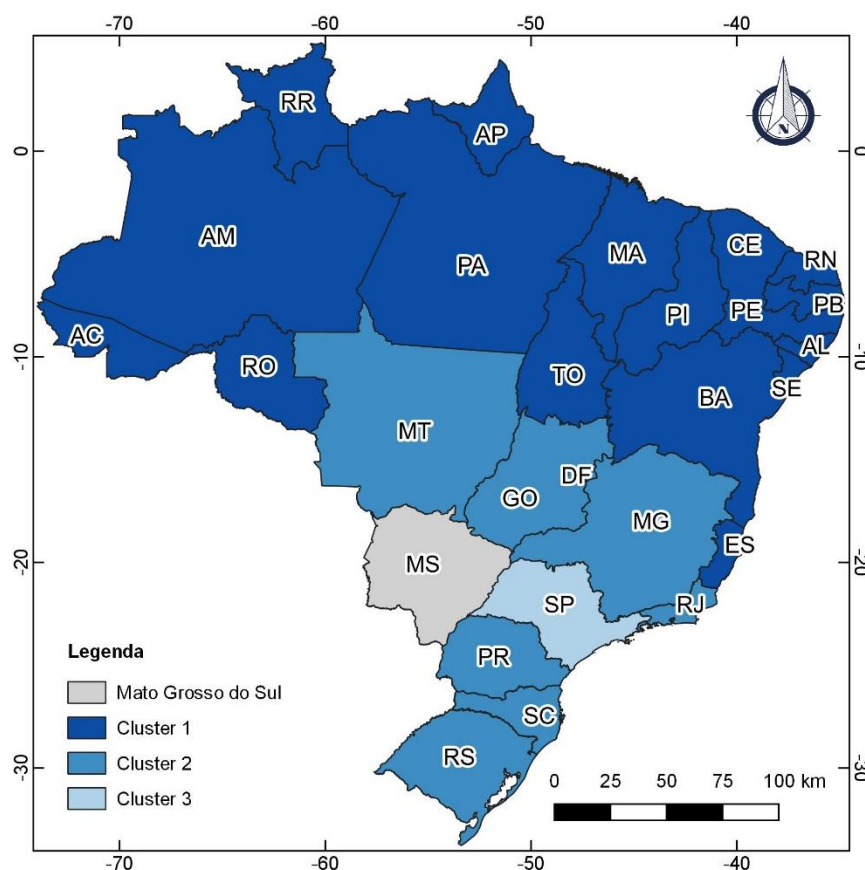 -70 -60 -50 -40
0
-10
-20
-30
0
-10
-20
-30
N
RR
AP
AM
PA
MA
CE
RN
PB
PE
PI
AL
SE
AC
RO
TO
BA
MT
DF
GO
MG
ES
MS
SP
RJ
PR
SC
RS
Legenda
Mato Grosso do Sul
Cluster 1
Cluster 2
Cluster 3
0 25 50 75 100 km
-70 -60 -50 -40